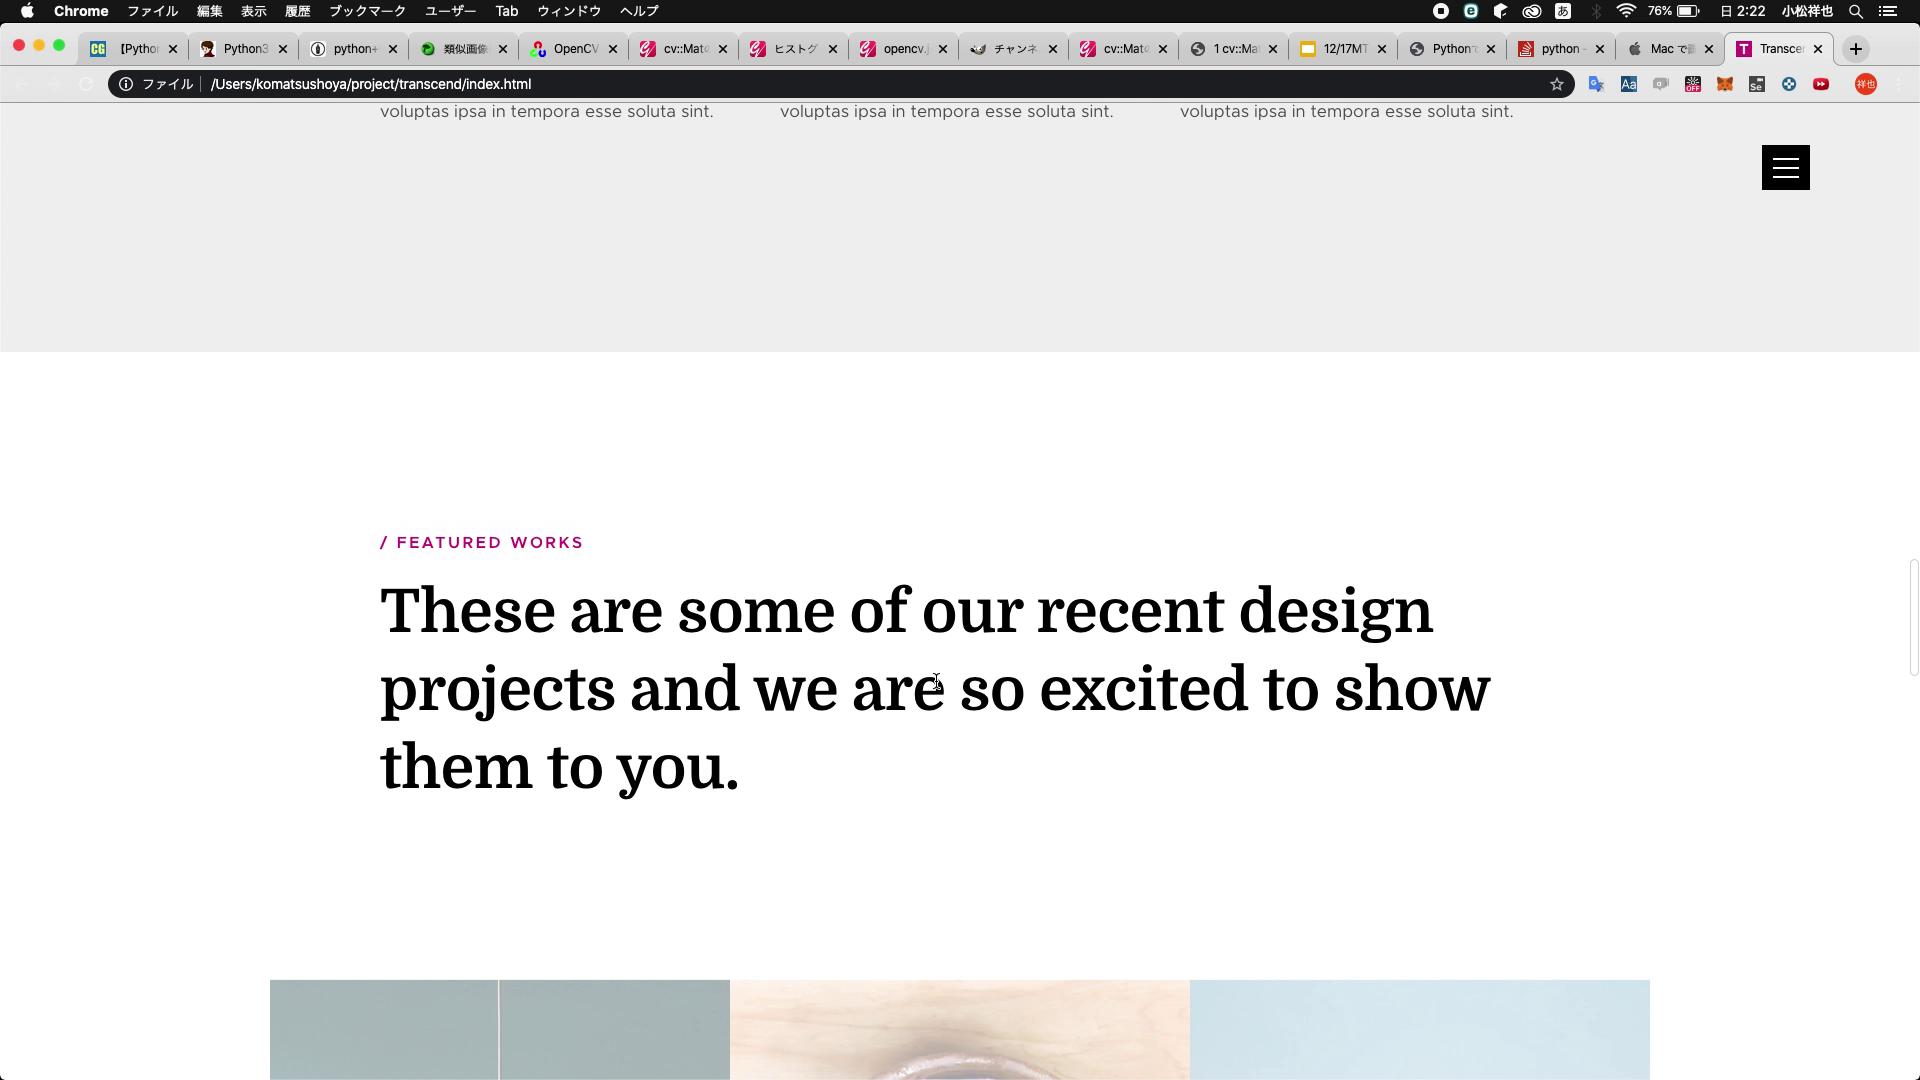 Chrome ファイル 編集 表示 履歴 ブックマーク ユーザー Tab ウィンドウ ヘルプ 76% 日 2:22 小松祥也
【Pytho Python3 python+ 類似画像 OpenCV cv::Mat ヒストグ opencv. チャンネ cv::Mat 1 cv::Ma 12/17MT Python python - Mac で Transce
ファイル /Users/komatsushoya/project/transcend/index.html
voluptas ipsa in tempora esse soluta sint. voluptas ipsa in tempora esse soluta sint. voluptas ipsa in tempora esse soluta sint.
/ FEATURED WORKS
These are some of our recent design
projects and we are so excited to show
them to you.